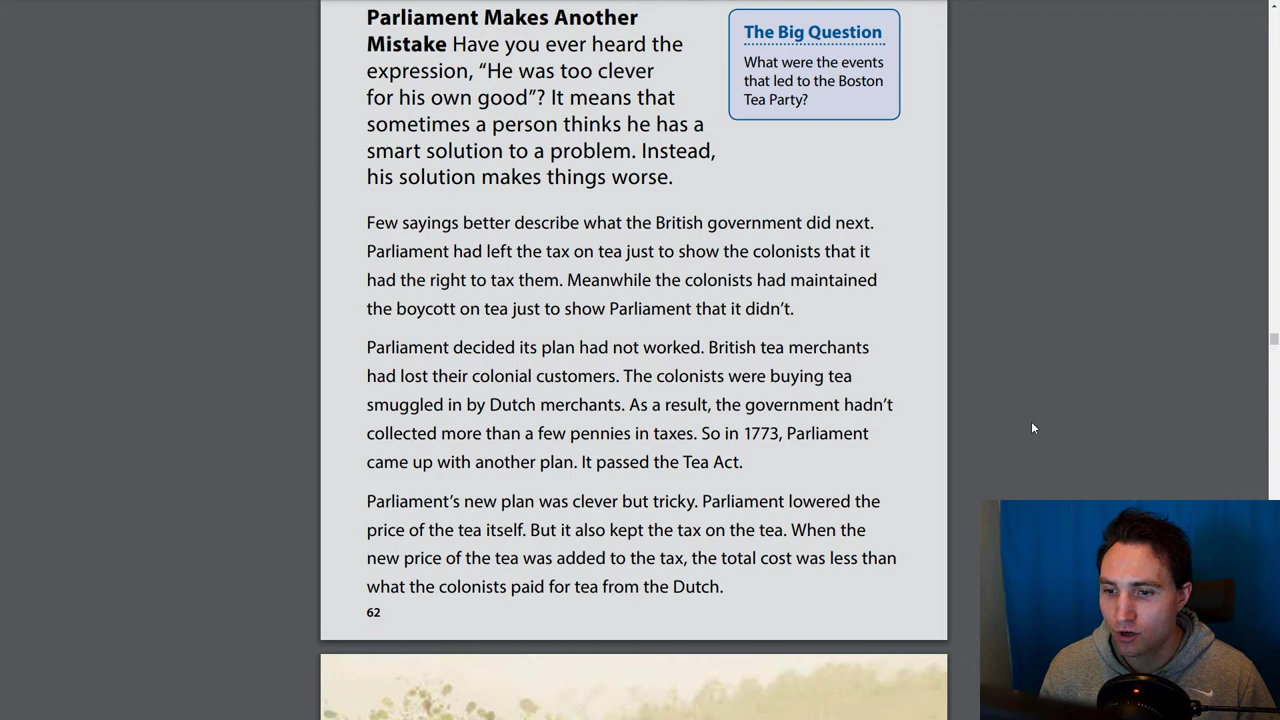 Parliament Makes Another
Mistake Have you ever heard the
expression, “He was too clever
for his own good”? It means that
sometimes a person thinks he has a
smart solution to a problem. Instead,
his solution makes things worse.
The Big Question
What were the events
that led to the Boston
Tea Party?
Few sayings better describe what the British government did next.
Parliament had left the tax on tea just to show the colonists that it
had the right to tax them. Meanwhile the colonists had maintained
the boycott on tea just to show Parliament that it didn’t.
Parliament decided its plan had not worked. British tea merchants
had lost their colonial customers. The colonists were buying tea
smuggled in by Dutch merchants. As a result, the government hadn’t
collected more than a few pennies in taxes. So in 1773, Parliament
came up with another plan. It passed the Tea Act.
Parliament’s new plan was clever but tricky. Parliament lowered the
price of the tea itself. But it also kept the tax on the tea. When the
new price of the tea was added to the tax, the total cost was less than
what the colonists paid for tea from the Dutch.
62